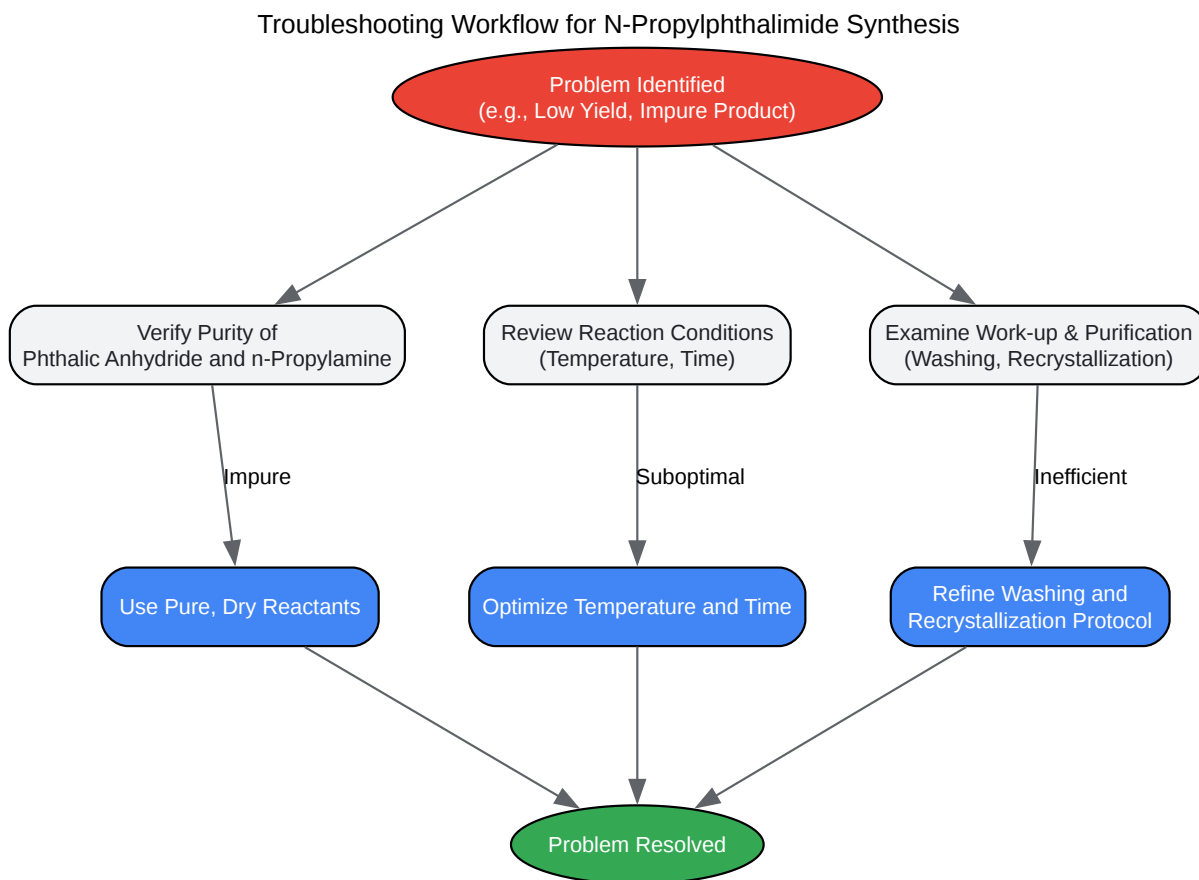 Troubleshooting Workflow for N-Propylphthalimide Synthesis
Problem Identified
(e.g., Low Yield, Impure Product)
Verify Purity of
Phthalic Anhydride and n-Propylamine
Review Reaction Conditions
(Temperature, Time)
Examine Work-up & Purification
(Washing, Recrystallization)
Impure
Suboptimal
Inefficient
Use Pure, Dry Reactants
Optimize Temperature and Time
Refine Washing and
Recrystallization Protocol
Problem Resolved